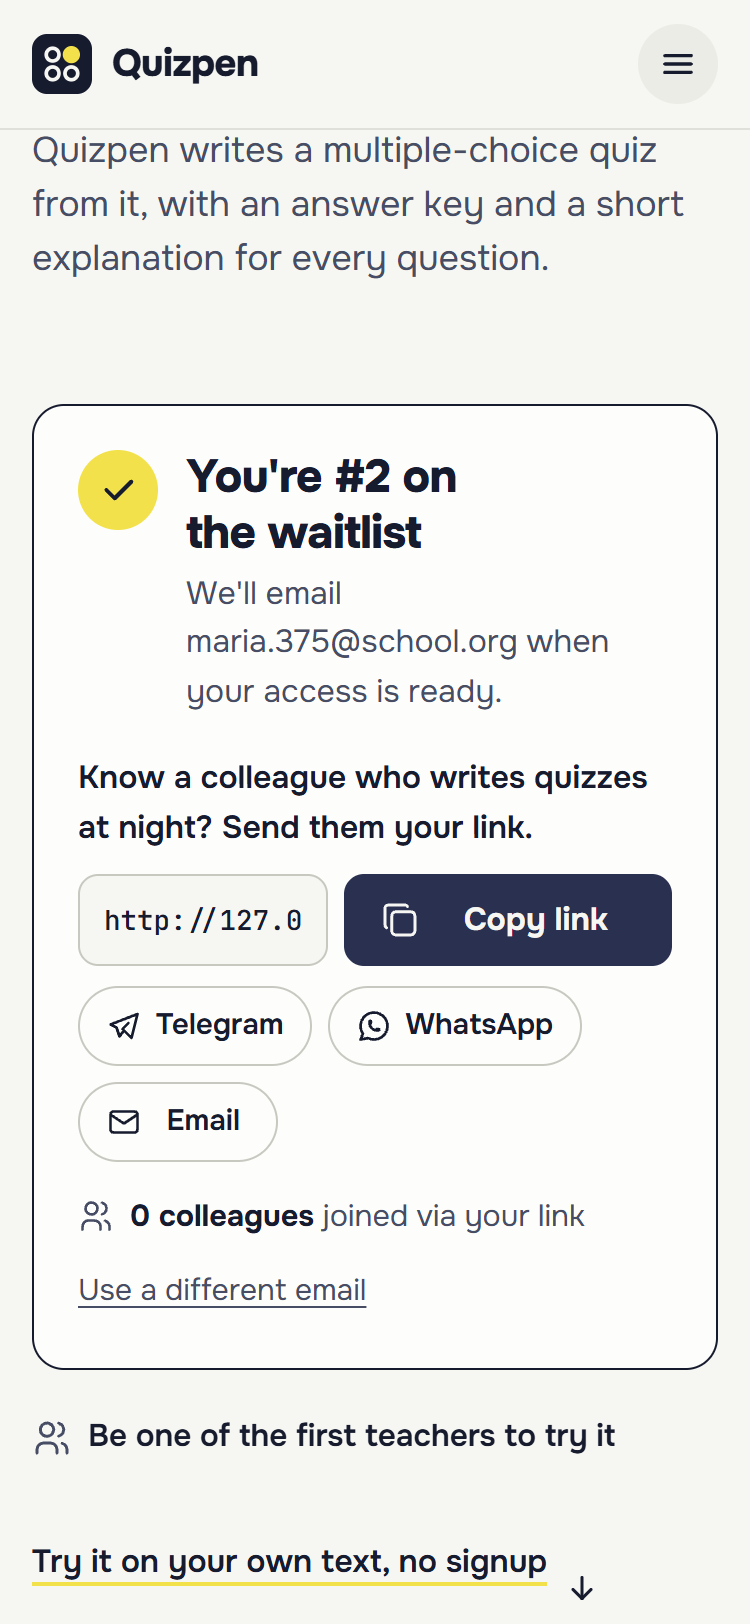 Quizpen
Quizpen writes a multiple-choice quiz
from it, with an answer key and a short
explanation for every question.
You're #2 on
the waitlist
We'll email
maria.375@school.org when
your access is ready.
Know a colleague who writes quizzes
at night? Send them your link.
http://127.0
Copy link
Telegram
WhatsApp
Email
0 colleagues joined via your link
Use a different email
Be one of the first teachers to try it
Try it on your own text, no signup